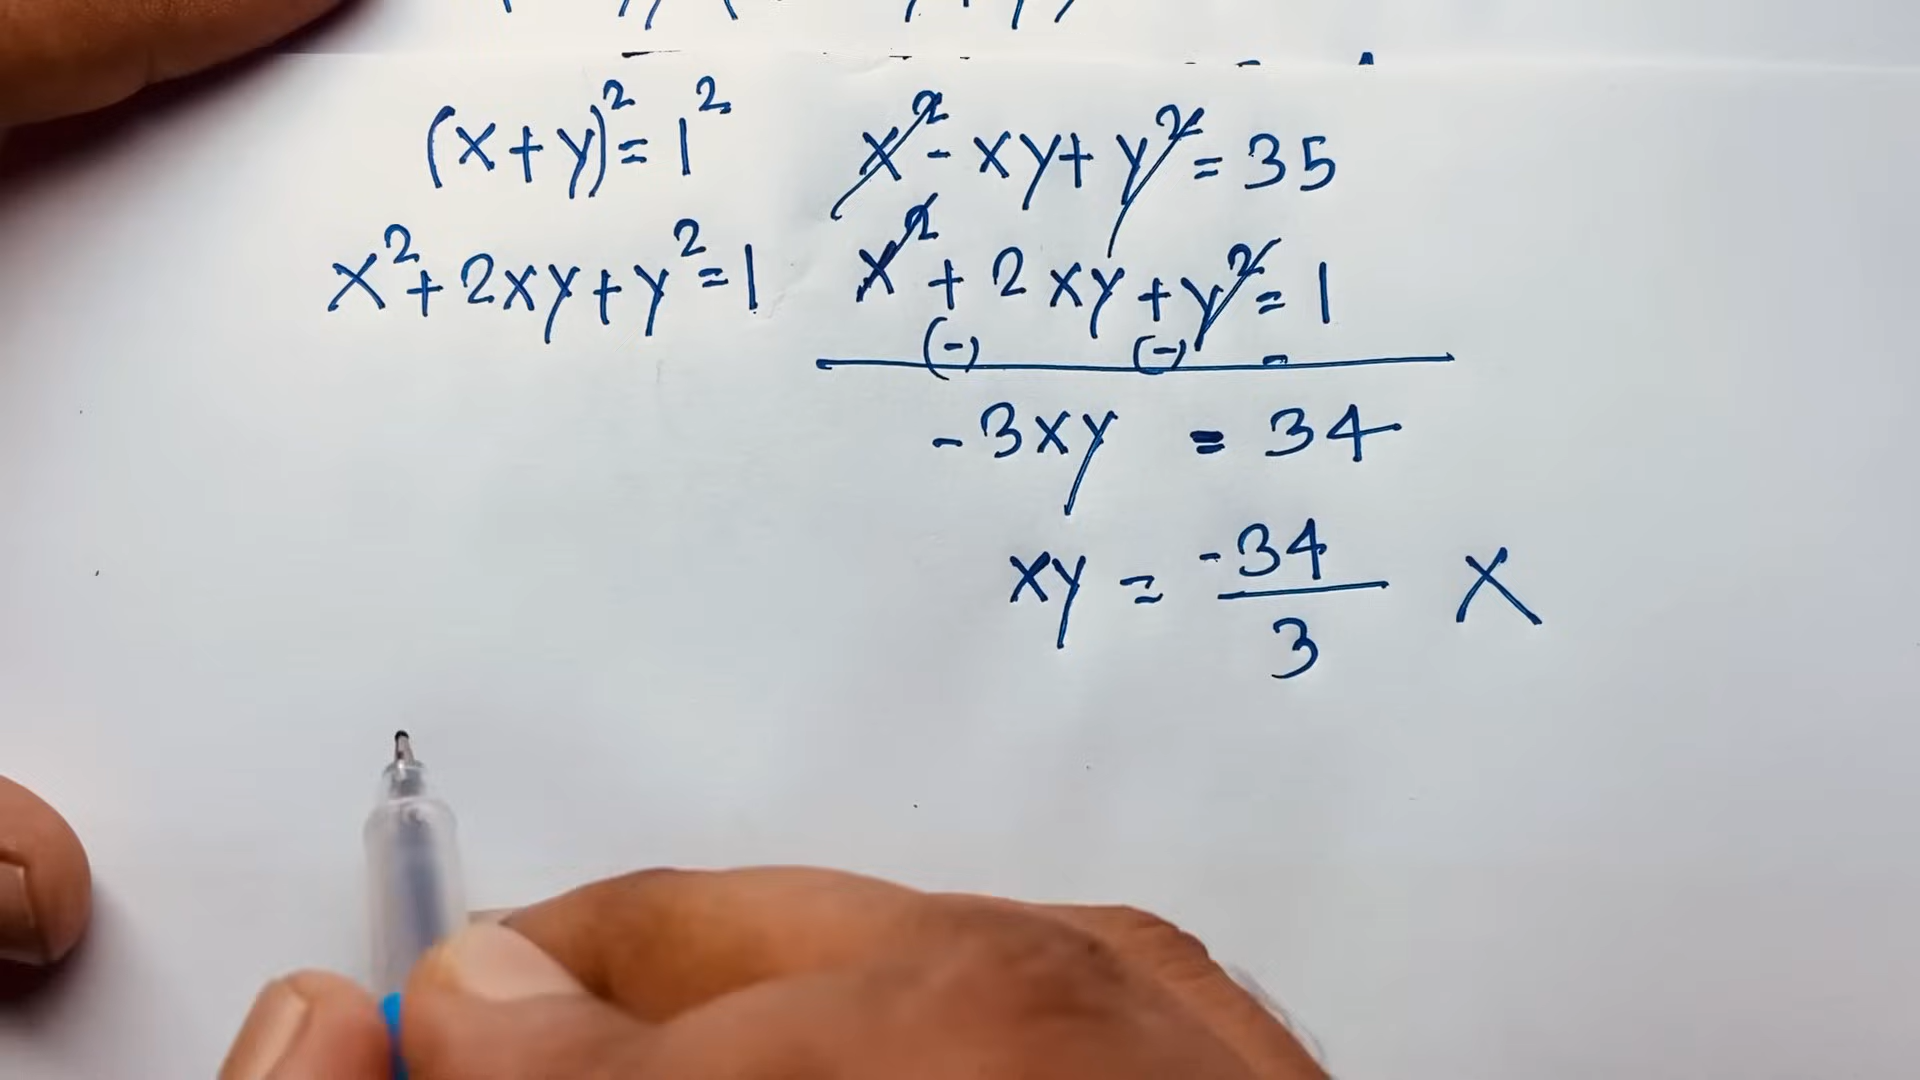 (x+y)²=1²
x²+2xy+y²=1
x²-xy+y²=35
x²+2xy+y²=1
(-) (-) -
-3xy = 34
xy = -34/3 X